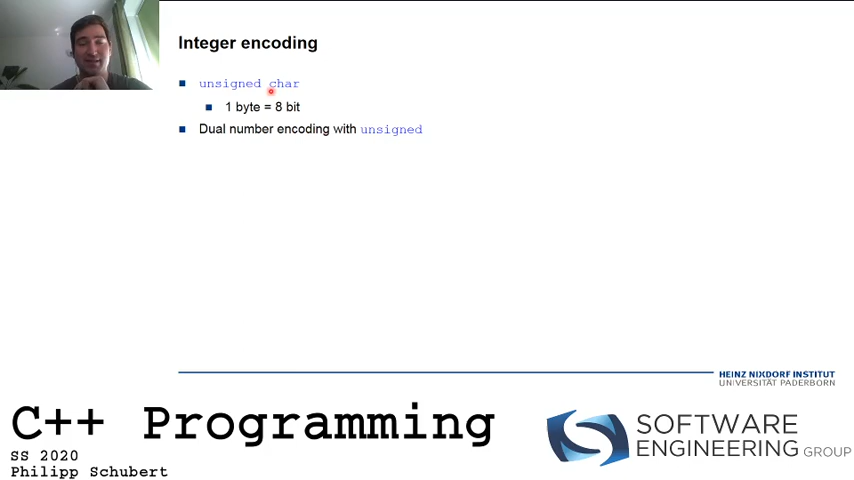 Integer encoding
unsigned char
1 byte = 8 bit
Dual number encoding with unsigned
HEINZ NIXDORF INSTITUT
UNIVERSITÄT PADERBORN
C++ Programming
SS 2020
Philipp Schubert
SOFTWARE
ENGINEERING GROUP